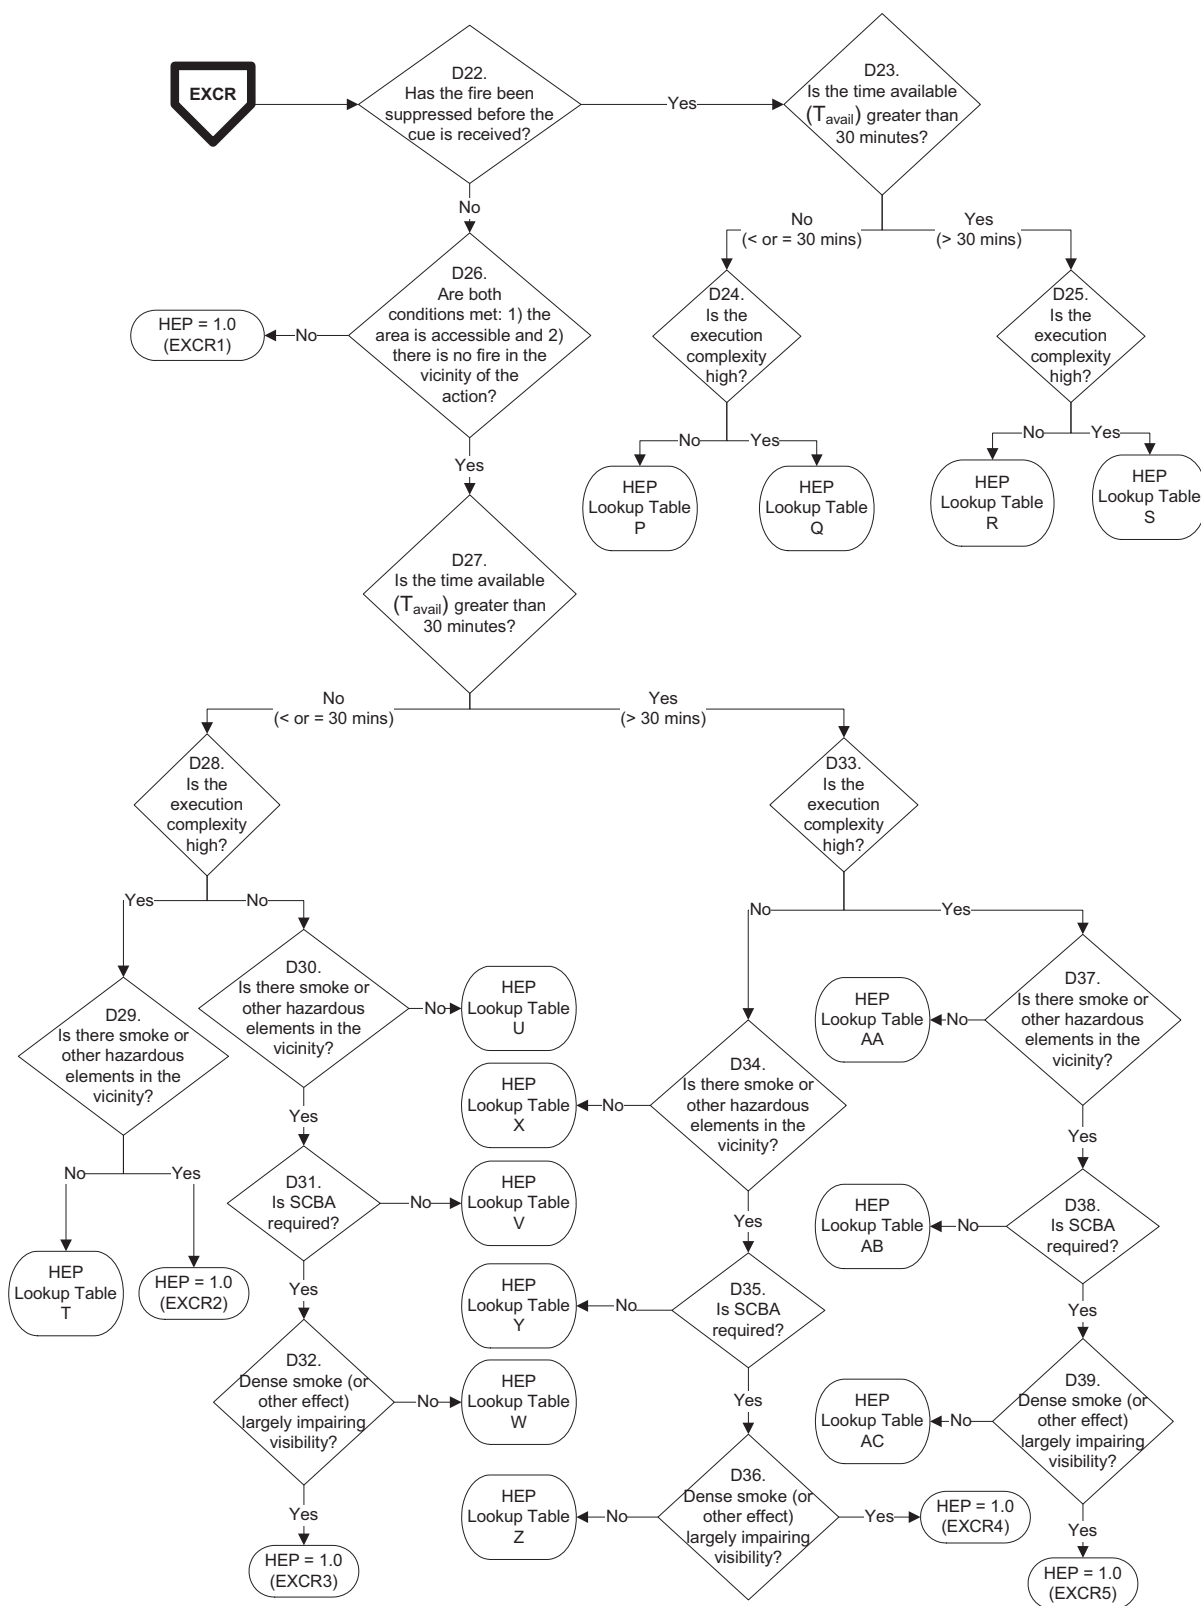 EXCR
D22.
Has the fire been
suppressed before the
cue is received?
Yes
D23.
Is the time available
(Tavail) greater than
30 minutes?
No
No
(< or = 30 mins)
Yes
(> 30 mins)
D26.
Are both
conditions met: 1) the
area is accessible and 2)
there is no fire in the
vicinity of the
action?
No
HEP = 1.0
(EXCR1)
D24.
Is the
execution
complexity
high?
D25.
Is the
execution
complexity
high?
No
Yes
No
Yes
HEP
Lookup Table
P
HEP
Lookup Table
Q
HEP
Lookup Table
R
HEP
Lookup Table
S
Yes
D27.
Is the time available
(Tavail) greater than
30 minutes?
No
(< or = 30 mins)
Yes
(> 30 mins)
D28.
Is the
execution
complexity
high?
D33.
Is the
execution
complexity
high?
Yes
No
No
Yes
D29.
Is there smoke or
other hazardous
elements in the
vicinity?
D30.
Is there smoke or
other hazardous
elements in the
vicinity?
No
HEP
Lookup Table
U
D34.
Is there smoke or
other hazardous
elements in the
vicinity?
No
HEP
Lookup Table
X
D37.
Is there smoke or
other hazardous
elements in the
vicinity?
No
HEP
Lookup Table
AA
No
Yes
HEP
Lookup Table
T
HEP = 1.0
(EXCR2)
Yes
D31.
Is SCBA
required?
No
HEP
Lookup Table
V
Yes
D35.
Is SCBA
required?
No
HEP
Lookup Table
Y
Yes
D38.
Is SCBA
required?
No
HEP
Lookup Table
AB
Yes
D32.
Dense smoke (or
other effect)
largely impairing
visibility?
No
HEP
Lookup Table
W
Yes
HEP = 1.0
(EXCR3)
Yes
D36.
Dense smoke (or
other effect)
largely impairing
visibility?
No
HEP
Lookup Table
Z
Yes
HEP = 1.0
(EXCR4)
Yes
D39.
Dense smoke (or
other effect)
largely impairing
visibility?
No
HEP
Lookup Table
AC
Yes
HEP = 1.0
(EXCR5)